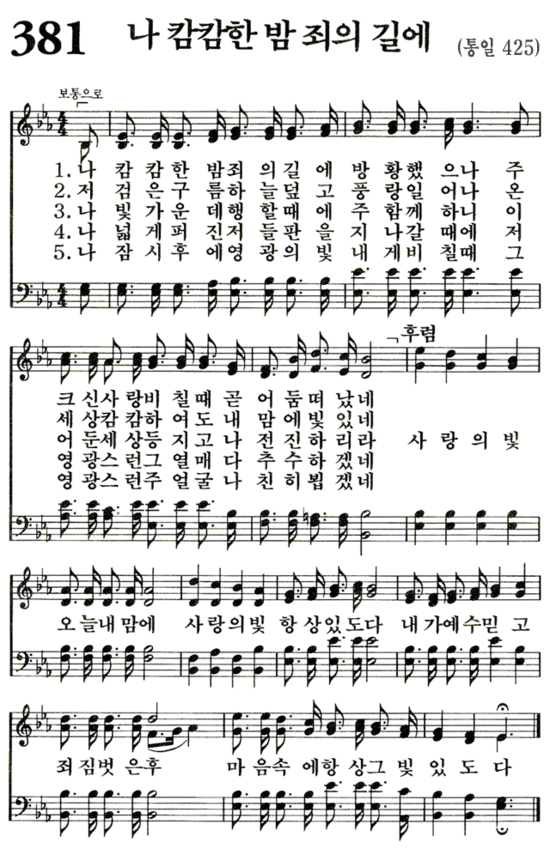 381 나 캄캄한 밤 죄의 길에 (통일 425)
보통으로
1. 나 캄 캄 한 밤죄 의길 에 방 황했 으나 주
2. 저 검 은구 름하 늘덮 고 풍 랑일 어나 온
3. 나 빛 가운 데행 할때 에 주 함께 하니 이
4. 나 넓 게퍼 진저 들판 을 지 나갈 때에 저
5. 나 잠 시후 에영 광의 빛 내 게비 칠때 그
후렴
크 신사 랑비 칠때 곧 어 둠떠 났네
세 상캄 캄하 여도 내 맘 에빛 있네
어 둔세 상등 지고 나 전 진하 리라 사 랑 의 빛
영 광스 런그 열매 다 추 수하 겠네
영 광스 런주 얼굴 나 친 히뵙 겠네
오 늘내 맘에 사 랑의 빛 항 상있 도다 내 가예 수믿 고
죄 짐벗 은후 마 음속 에항 상그 빛 있 도 다